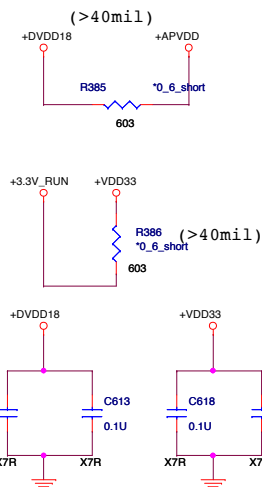 (>40mil)
+DVDD18 +APVDD
R385 *0_6_short
603
+3.3V_RUN +VDD33
R386 (>40mil)
*0_6_short
603
+DVDD18 +VDD33
C613 C618
0.1U 0.1U
X7R X7R X7R X7R